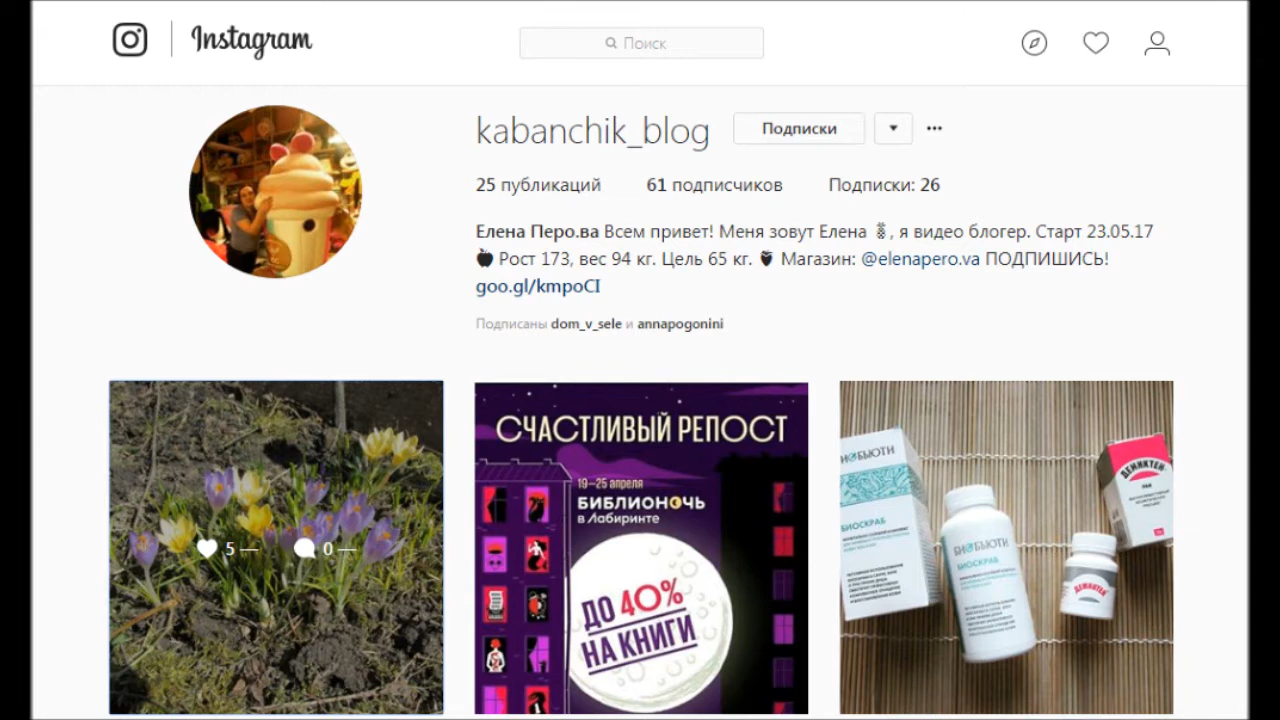 Instagram
Поиск
kabanchik_blog
Подписки
25 публикаций
61 подписчиков
Подписки: 26
Елена Перо.ва Всем привет! Меня зовут Елена , я видео блогер. Старт 23.05.17
Рост 173, вес 94 кг. Цель 65 кг. Магазин: @elenapero.va ПОДПИШИСЬ!
goo.gl/kmpoCI
Подписаны dom_v_sele и annapogonini
5 —
0 —
СЧАСТЛИВЫЙ РЕПОСТ
19–25 апреля
БИБЛИОНОЧЬ
в Лабиринте
ДО 40%
НА КНИГИ
БИОБЬЮТИ
БИОСКРАБ
БИОБЬЮТИ
БИОСКРАБ
ДЕМИКТЕН
ДЕМИКТЕН